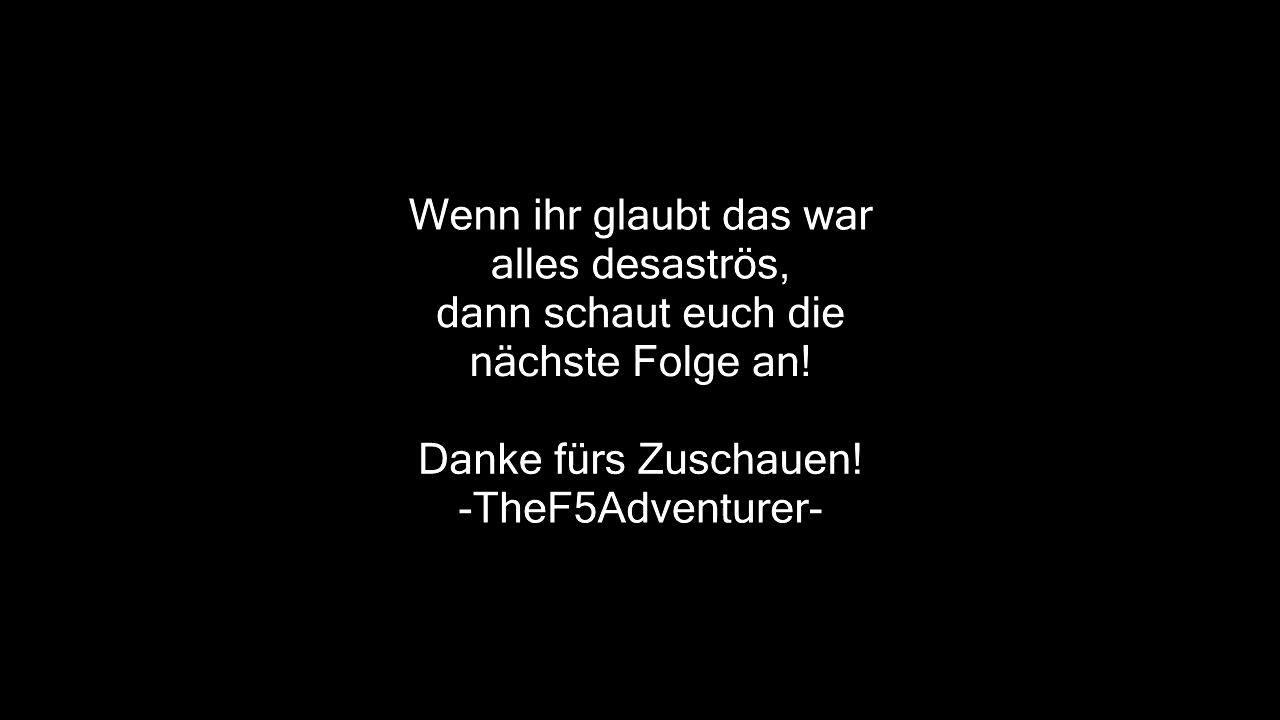 Wenn ihr glaubt das war
alles desaströs,
dann schaut euch die
nächste Folge an!
Danke fürs Zuschauen!
-TheF5Adventurer-